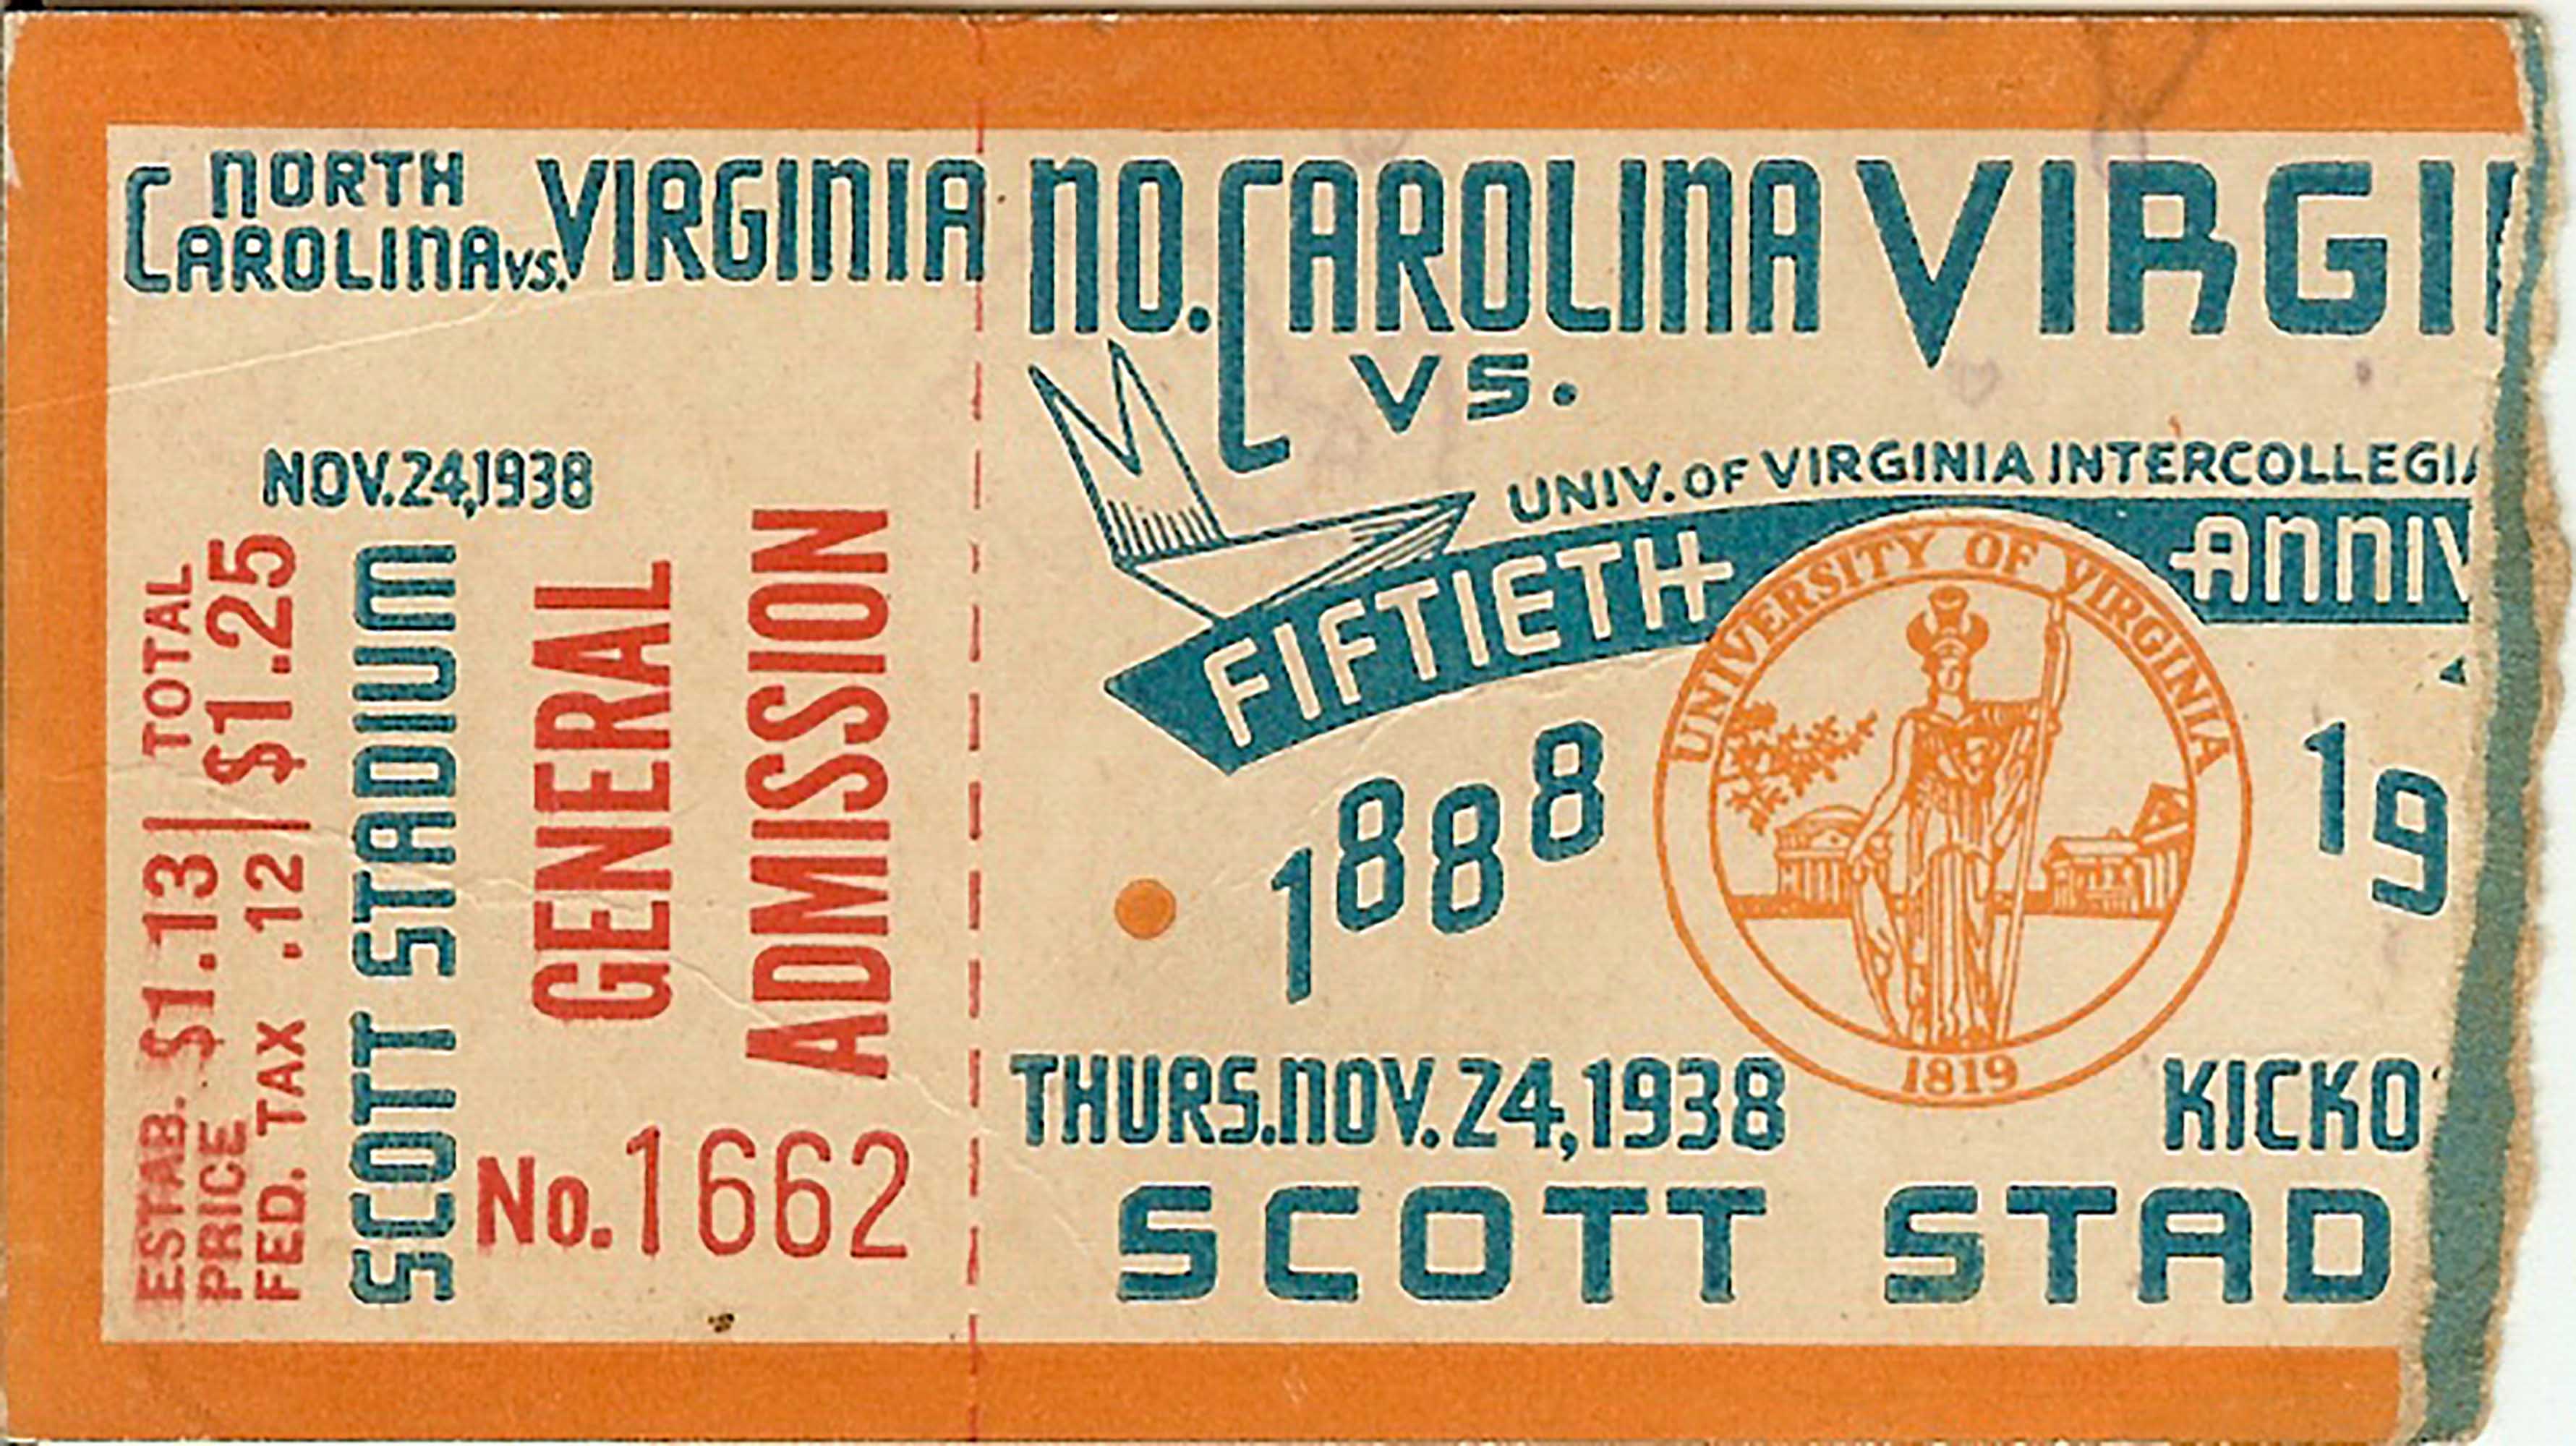 NORTH
CAROLINA vs. VIRGINIA
NOV. 24, 1938
ESTAB. PRICE $1.13 | TOTAL
FED. TAX .12 | $1.25
SCOTT STADIUM
GENERAL
ADMISSION
No. 1662
NO. CAROLINA VIRGI
VS.
UNIV. OF VIRGINIA INTERCOLLEGI
FIFTIETH ANNIV
UNIVERSITY OF VIRGINIA
1819
1888 19
THURS. NOV. 24, 1938 KICKO
SCOTT STAD